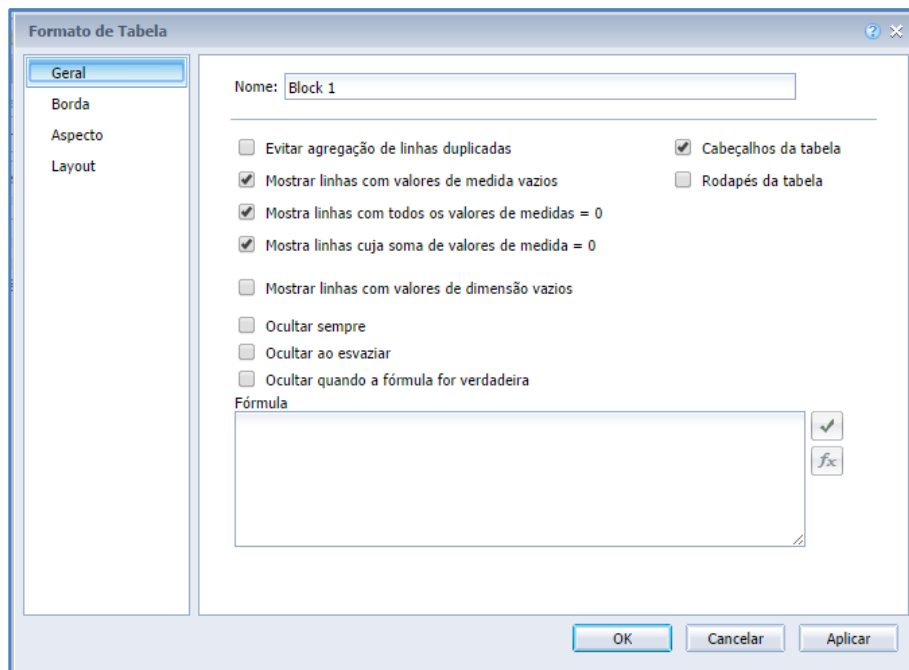 Formato de Tabela
Geral
Borda
Aspecto
Layout
Nome: Block 1
Evitar agregação de linhas duplicadas
Cabeçalhos da tabela
Mostrar linhas com valores de medida vazios
Rodapés da tabela
Mostra linhas com todos os valores de medidas = 0
Mostra linhas cuja soma de valores de medida = 0
Mostrar linhas com valores de dimensão vazios
Ocultar sempre
Ocultar ao esvaziar
Ocultar quando a fórmula for verdadeira
Fórmula
fx
OK Cancelar Aplicar